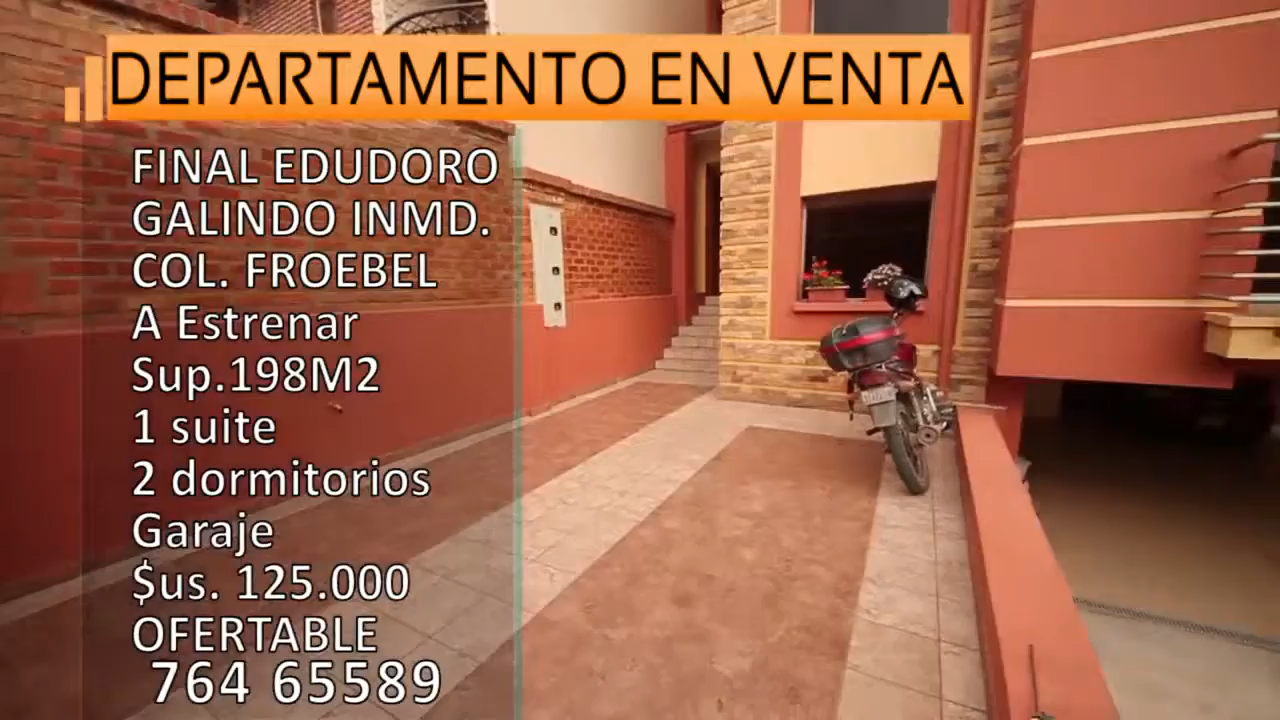 DEPARTAMENTO EN VENTA
FINAL EDUDORO
GALINDO INMD.
COL. FROEBEL
A Estrenar
Sup.198M2
1 suite
2 dormitorios
Garaje
$us. 125.000
OFERTABLE
764 65589